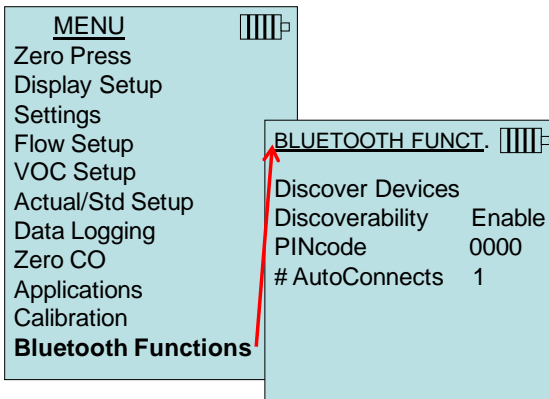 MENU
Zero Press
Display Setup
Settings
Flow Setup
VOC Setup
Actual/Std Setup
Data Logging
Zero CO
Applications
Calibration
Bluetooth Functions
BLUETOOTH FUNCT.
Discover Devices
Discoverability Enable
PINcode 0000
# AutoConnects 1